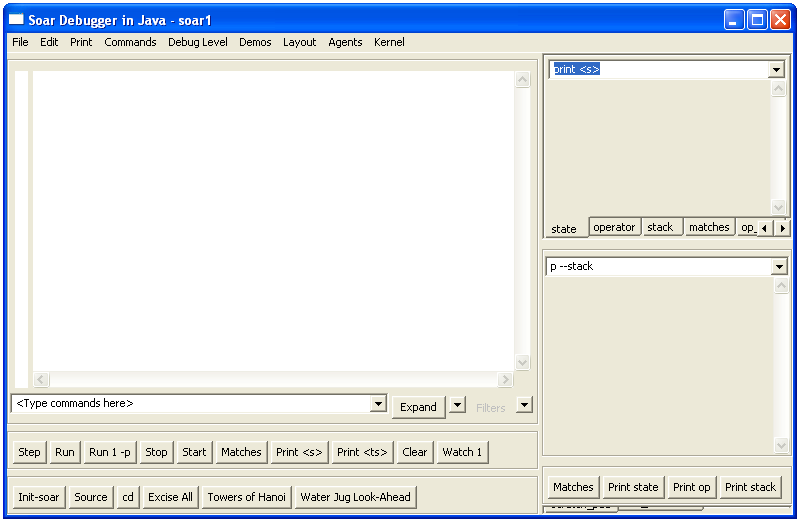 Soar Debugger in Java - soar1
File Edit Print Commands Debug Level Demos Layout Agents Kernel
print <s>
state operator stack matches op_
p --stack
<Type commands here> Expand Filters
Step Run Run 1 -p Stop Start Matches Print <s> Print <ts> Clear Watch 1
Init-soar Source cd Excise All Towers of Hanoi Water Jug Look-Ahead
Matches Print state Print op Print stack